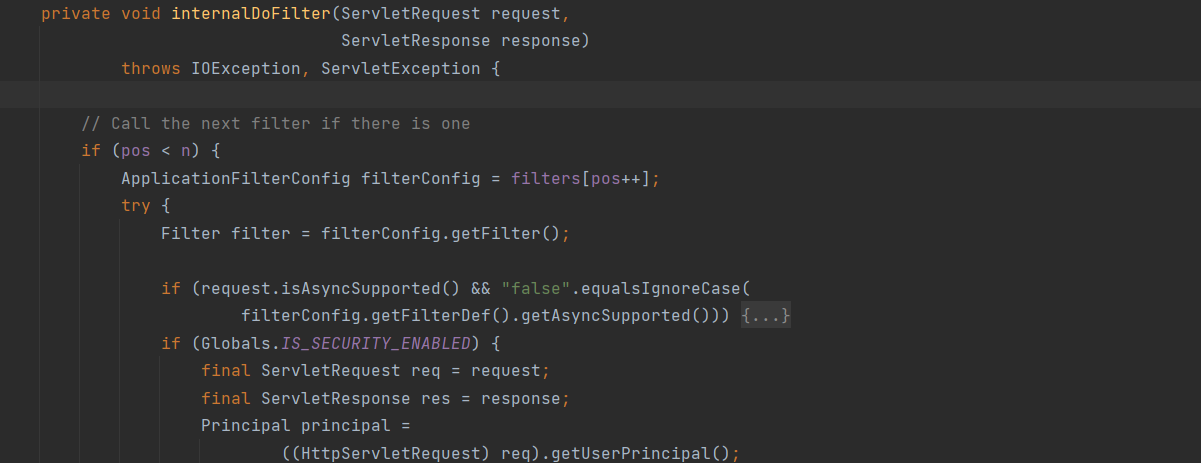 private void internalDoFilter(ServletRequest request,
ServletResponse response)
throws IOException, ServletException {
// Call the next filter if there is one
if (pos < n) {
ApplicationFilterConfig filterConfig = filters[pos++];
try {
Filter filter = filterConfig.getFilter();
if (request.isAsyncSupported() && "false".equalsIgnoreCase(
filterConfig.getFilterDef().getAsyncSupported())) {...}
if (Globals.IS_SECURITY_ENABLED) {
final ServletRequest req = request;
final ServletResponse res = response;
Principal principal =
((HttpServletRequest) req).getUserPrincipal();